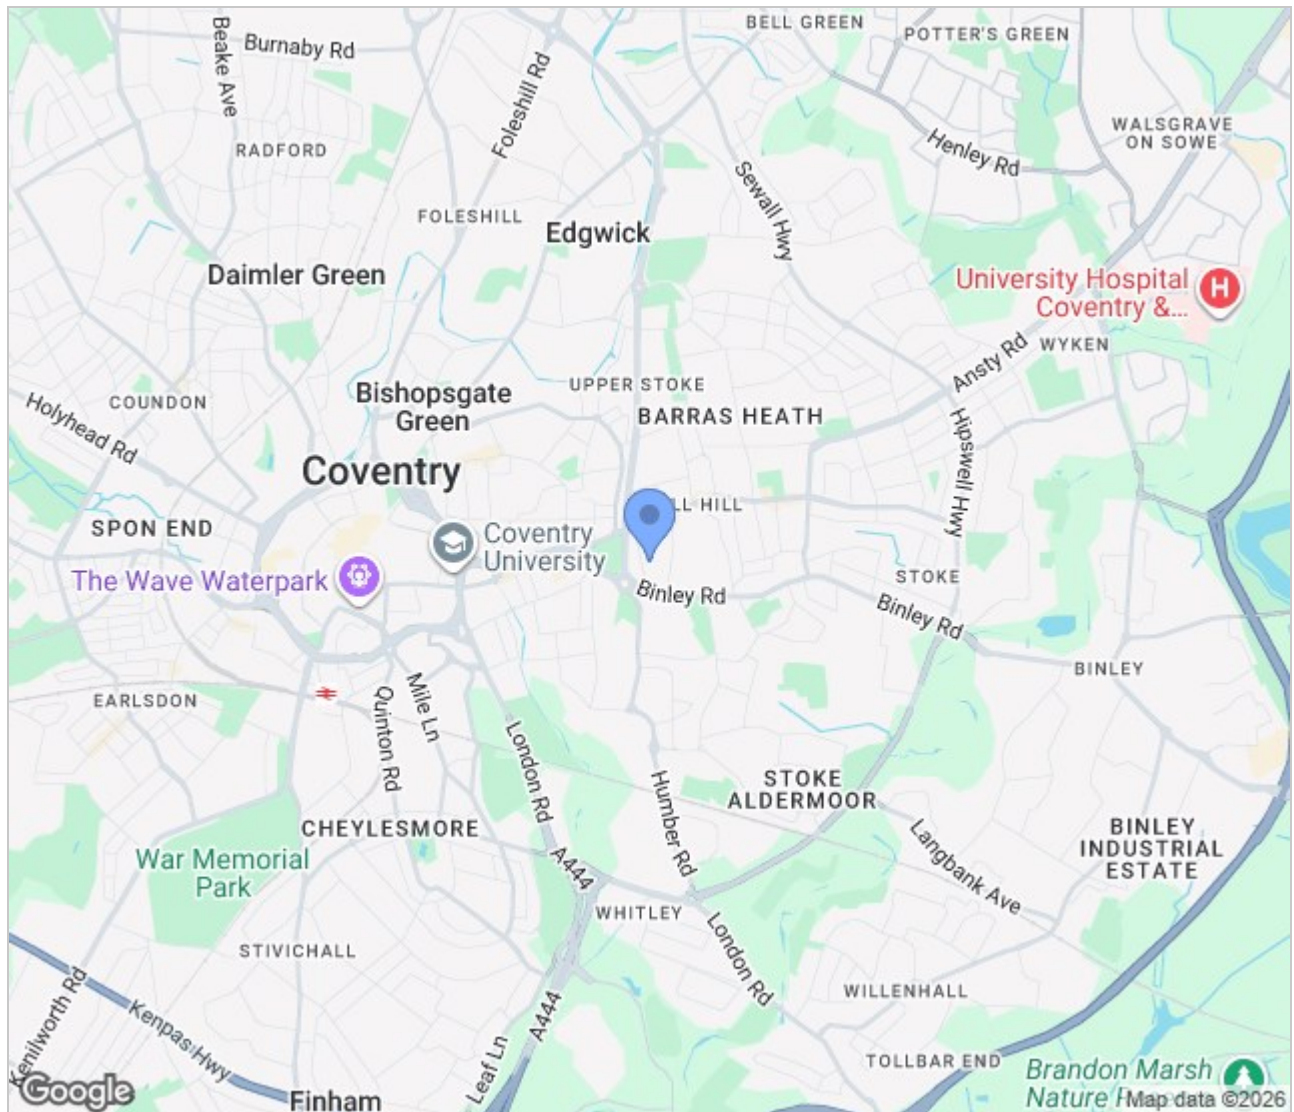 BELL GREEN
POTTER'S GREEN
Burnaby Rd
Beake Ave
Foleshill Rd
WALSGRAVE
ON SOWE
Henley Rd
RADFORD
Sewall Hwy
FOLESHILL
Edgwick
Daimler Green
University Hospital
Coventry &...
H
WYKEN
Ansty Rd
UPPER STOKE
Bishopsgate
Green
BARRAS HEATH
COUNDON
Holyhead Rd
Hipswell Hwy
Coventry
HILL
SPON END
Coventry
University
The Wave Waterpark
STOKE
Binley Rd
Binley Rd
BINLEY
EARLSDON
Mile Ln
Quinton Rd
London Rd
Humber Rd
STOKE
ALDERMOOR
CHEYLESMORE
Langbank Ave
BINLEY
INDUSTRIAL
ESTATE
War Memorial
Park
A444
WHITLEY
London Rd
STIVICHALL
WILLENHALL
Kenilworth Rd
Kenpas Hwy
A444
Leaf Ln
TOLLBAR END
Brandon Marsh
Nature
Google
Finham
Map data ©2026